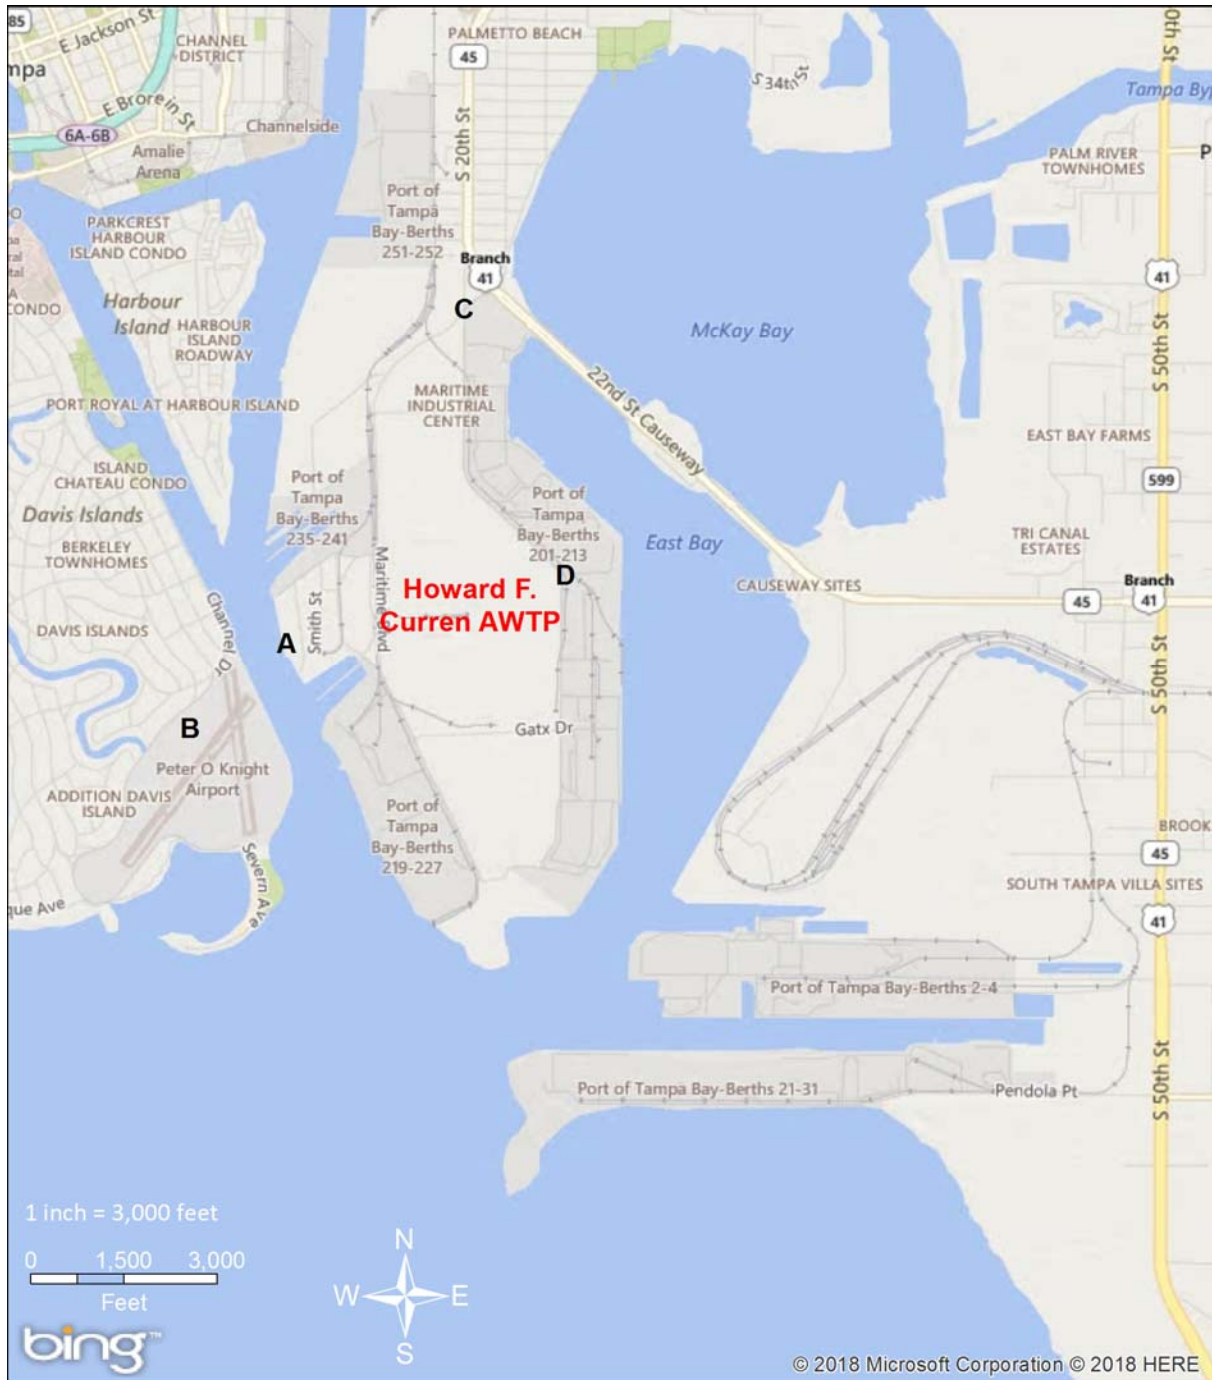 85
E Jackson St
CHANNEL
DISTRICT
mpa
E Brorein St
6A-6B
Channelside
Amalie
Arena
PALMETTO BEACH
45
S 20th St
S 34th St
0th St
Tampa Byp
PALM RIVER
TOWNHOMES
P
Port of
Tampa
Bay-Berths
251-252
PARKCREST
HARBOUR
ISLAND CONDO
CONDO
Harbour
Island
HARBOUR
ISLAND
ROADWAY
Branch
41
C
McKay Bay
41
S 50th St
22nd St Causeway
MARITIME
INDUSTRIAL
CENTER
PORT ROYAL AT HARBOUR ISLAND
EAST BAY FARMS
599
ISLAND
CHATEAU CONDO
Davis Islands
BERKELEY
TOWNHOMES
Port of
Tampa
Bay-Berths
235-241
Port of
Tampa
Bay-Berths
201-213
East Bay
TRI CANAL
ESTATES
CAUSEWAY SITES
Branch
45
41
D
Howard F.
Curren AWTP
Maritime Blvd
Smith St
A
Channel Dr
DAVIS ISLANDS
S 50th St
B
Gatx Dr
Peter O Knight
Airport
ADDITION DAVIS
ISLAND
Port of
Tampa
Bay-Berths
219-227
BROOK
45
SOUTH TAMPA VILLA SITES
41
Severn Ave
que Ave
Port of Tampa Bay-Berths 2-4
Port of Tampa Bay-Berths 21-31
Pendola Pt
S 50th St
1 inch = 3,000 feet
0 1,500 3,000
Feet
N
W E
S
bing™
© 2018 Microsoft Corporation © 2018 HERE